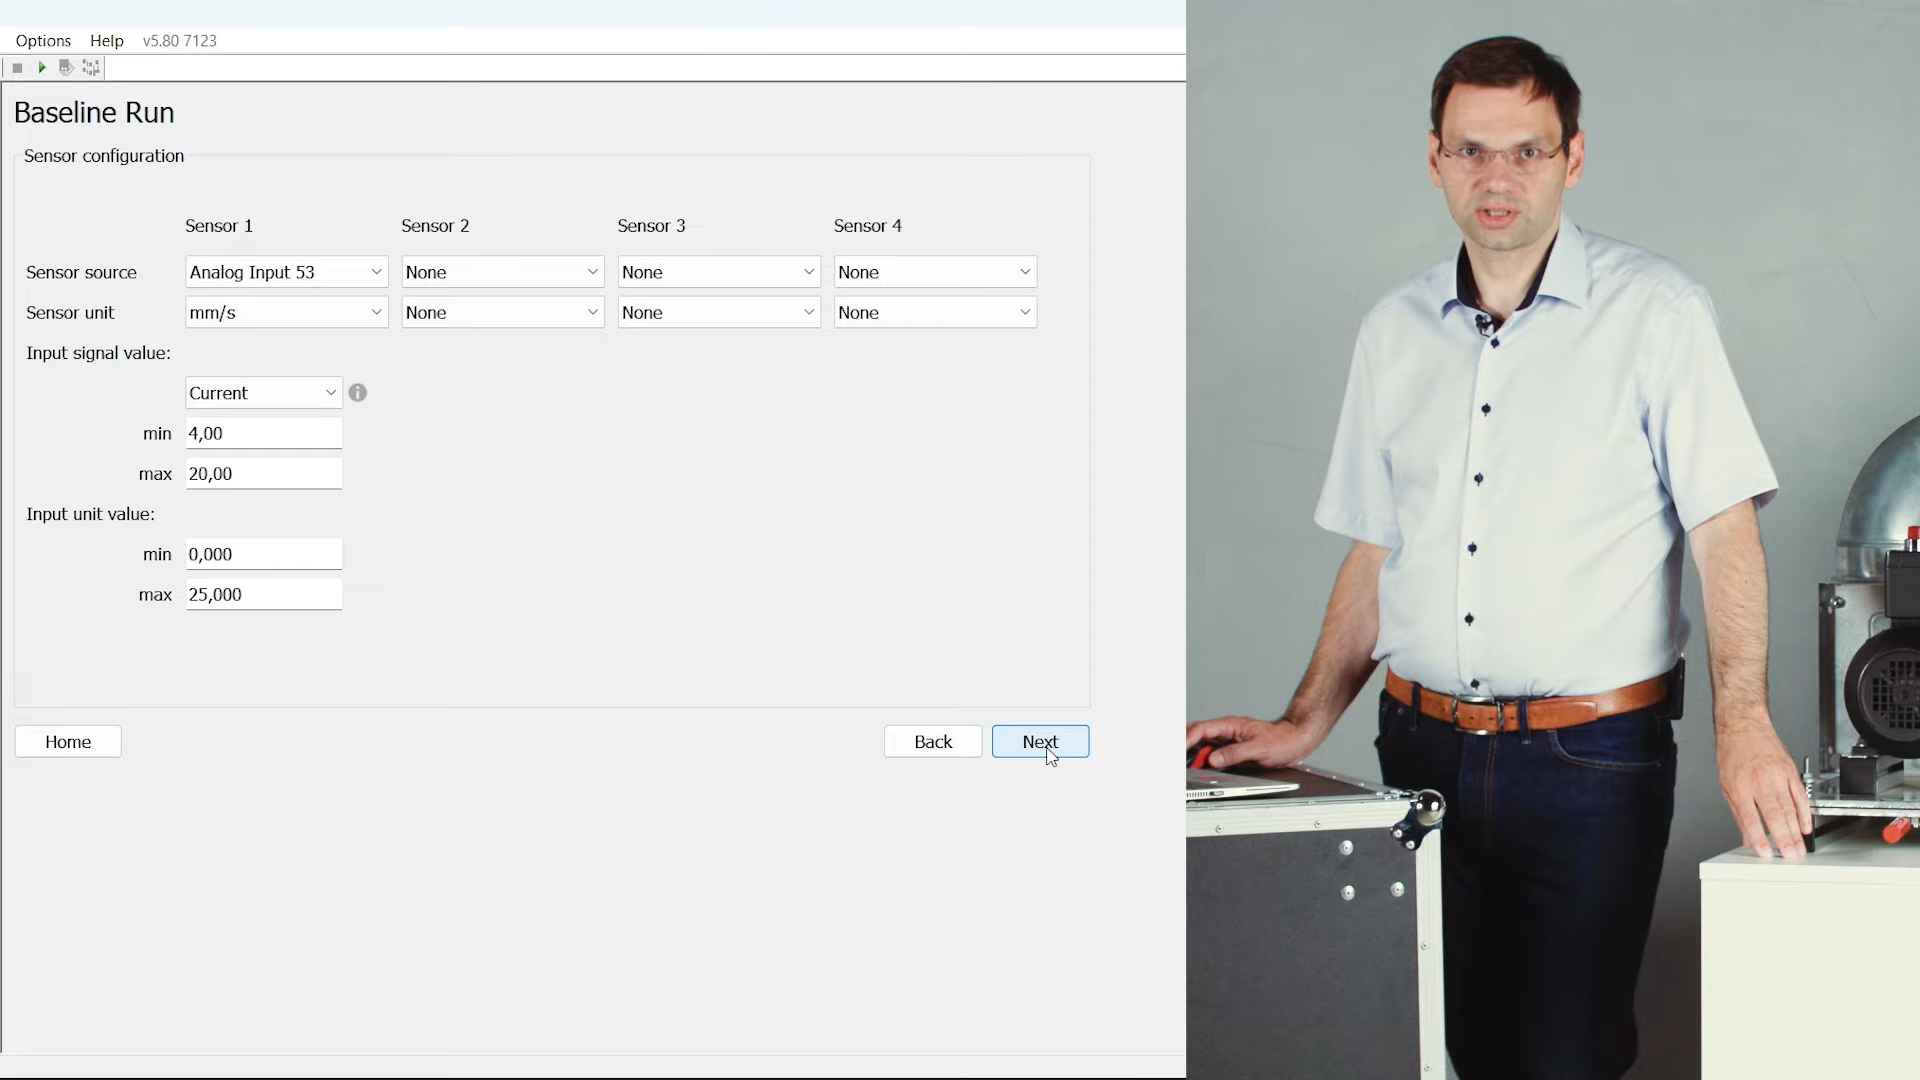 Options Help v5.80 7123
Baseline Run
Sensor configuration
Sensor 1 Sensor 2 Sensor 3 Sensor 4
Sensor source Analog Input 53 None None None
Sensor unit mm/s None None None
Input signal value:
Current
min 4,00
max 20,00
Input unit value:
min 0,000
max 25,000
Home Back Next